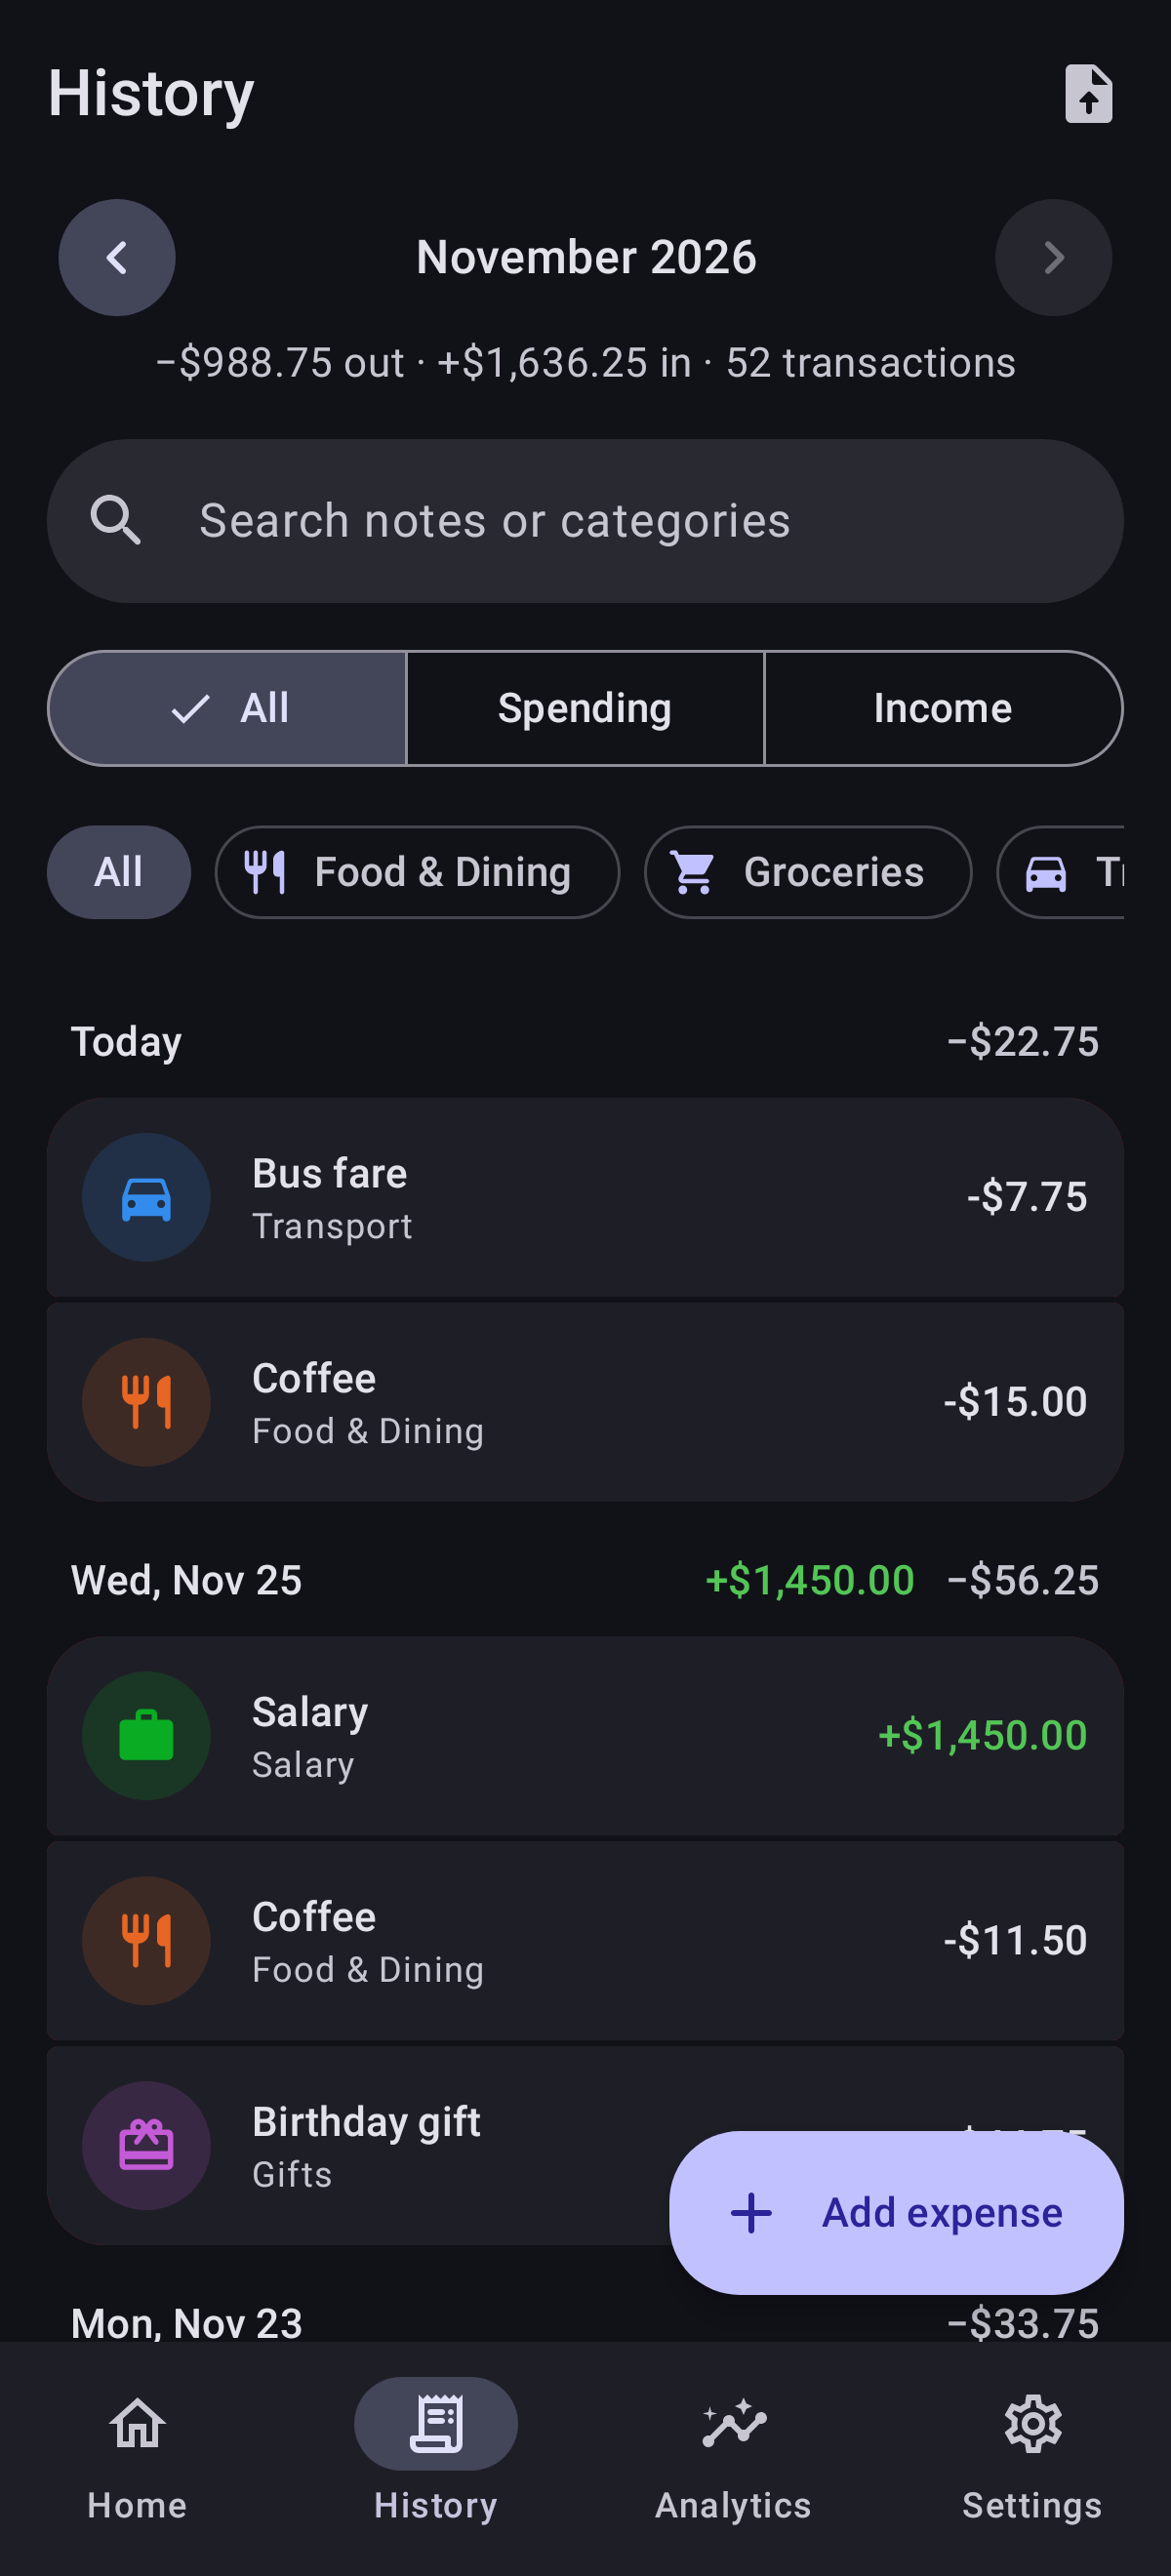 History
November 2026
−$988.75 out · +$1,636.25 in · 52 transactions
Search notes or categories
All
Spending
Income
All
Food & Dining
Groceries
Today
−$22.75
Bus fare
-$7.75
Transport
Coffee
-$15.00
Food & Dining
Wed, Nov 25
+$1,450.00 −$56.25
Salary
+$1,450.00
Salary
Coffee
-$11.50
Food & Dining
Birthday gift
Gifts
Add expense
Mon, Nov 23
−$33.75
Home
History
Analytics
Settings